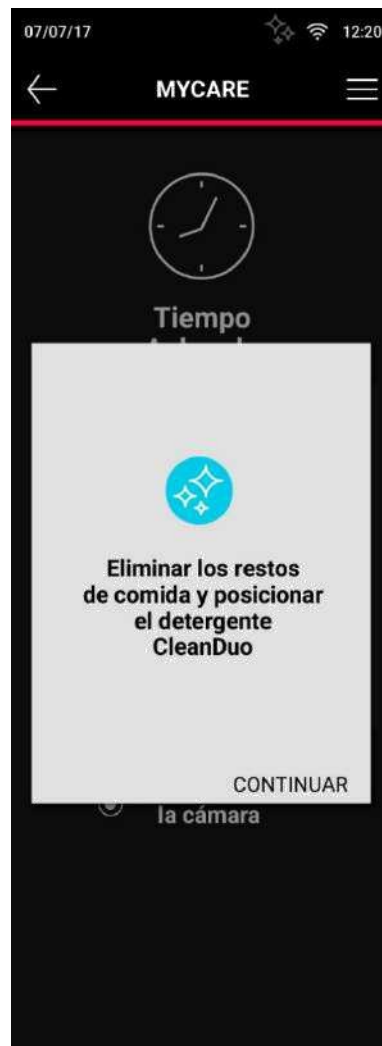 07/07/17
12:20
MYCARE
Tiempo
Eliminar los restos
de comida y posicionar
el detergente
CleanDuo
CONTINUAR
la cámara